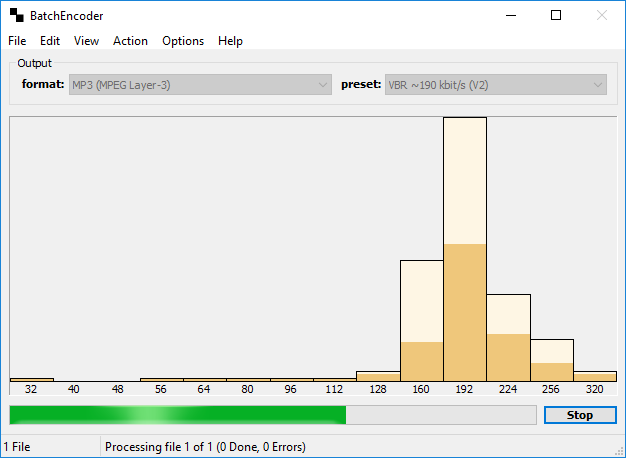 BatchEncoder
File Edit View Action Options Help
Output
format: MP3 (MPEG Layer-3) preset: VBR ~190 kbit/s (V2)
32 40 48 56 64 80 96 112 128 160 192 224 256 320
Stop
1 File Processing file 1 of 1 (0 Done, 0 Errors)